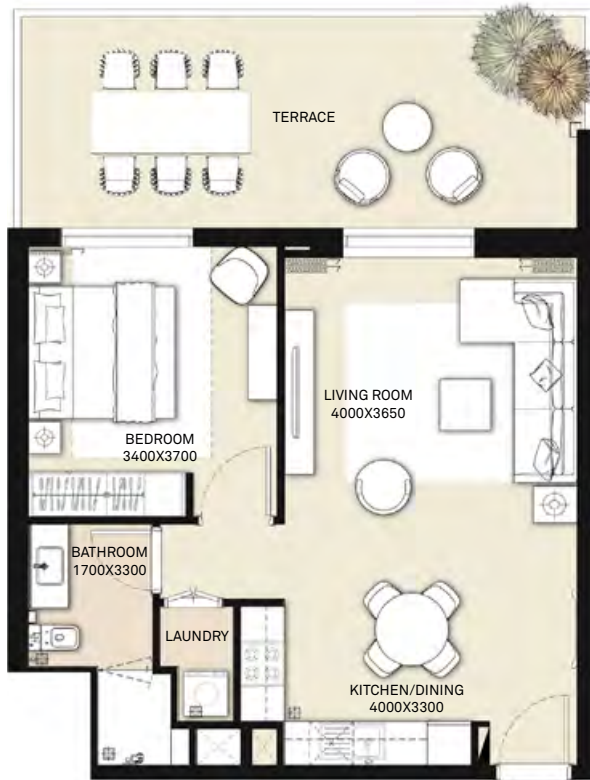 TERRACE
LIVING ROOM
4000X3650
BEDROOM
3400X3700
BATHROOM
1700X3300
LAUNDRY
KITCHEN/DINING
4000X3300